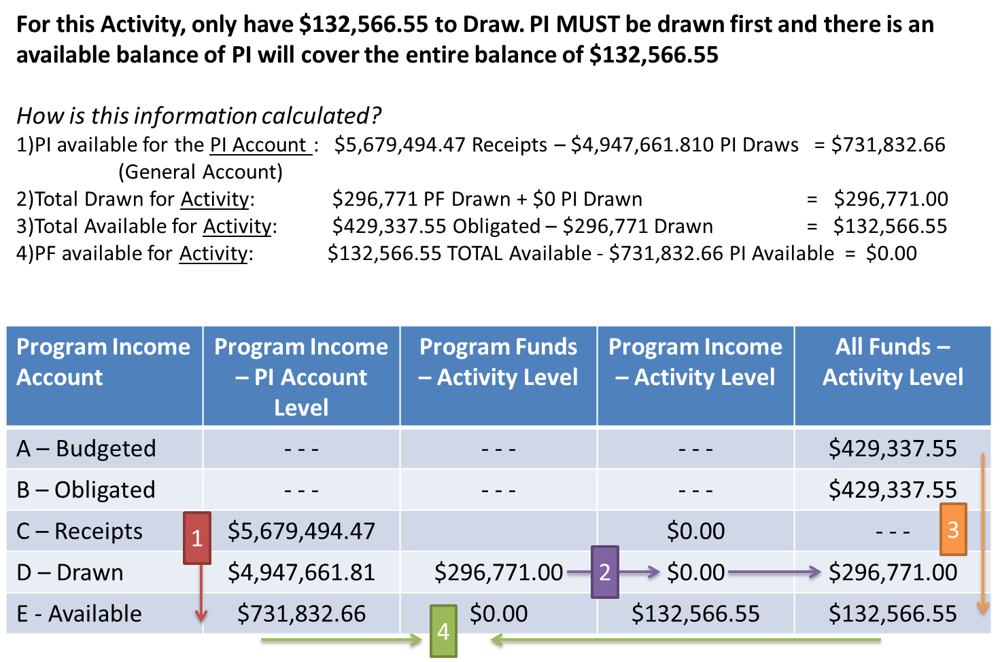 For this Activity, only have $132,566.55 to Draw. PI MUST be drawn first and there is an
available balance of PI will cover the entire balance of $132,566.55
How is this information calculated?
1)PI available for the PI Account : $5,679,494.47 Receipts – $4,947,661.810 PI Draws = $731,832.66
(General Account)
2)Total Drawn for Activity: $296,771 PF Drawn + $0 PI Drawn = $296,771.00
3)Total Available for Activity: $429,337.55 Obligated – $296,771 Drawn = $132,566.55
4)PF available for Activity: $132,566.55 TOTAL Available - $731,832.66 PI Available = $0.00
Program Income Account | Program Income – PI Account Level | Program Funds – Activity Level | Program Income – Activity Level | All Funds – Activity Level
A – Budgeted --- --- --- $429,337.55
B – Obligated --- --- --- $429,337.55
C – Receipts 1 $5,679,494.47 $0.00 --- 3
D – Drawn $4,947,661.81 $296,771.00 2 $0.00 $296,771.00
E - Available $731,832.66 $0.00 $132,566.55 $132,566.55
4